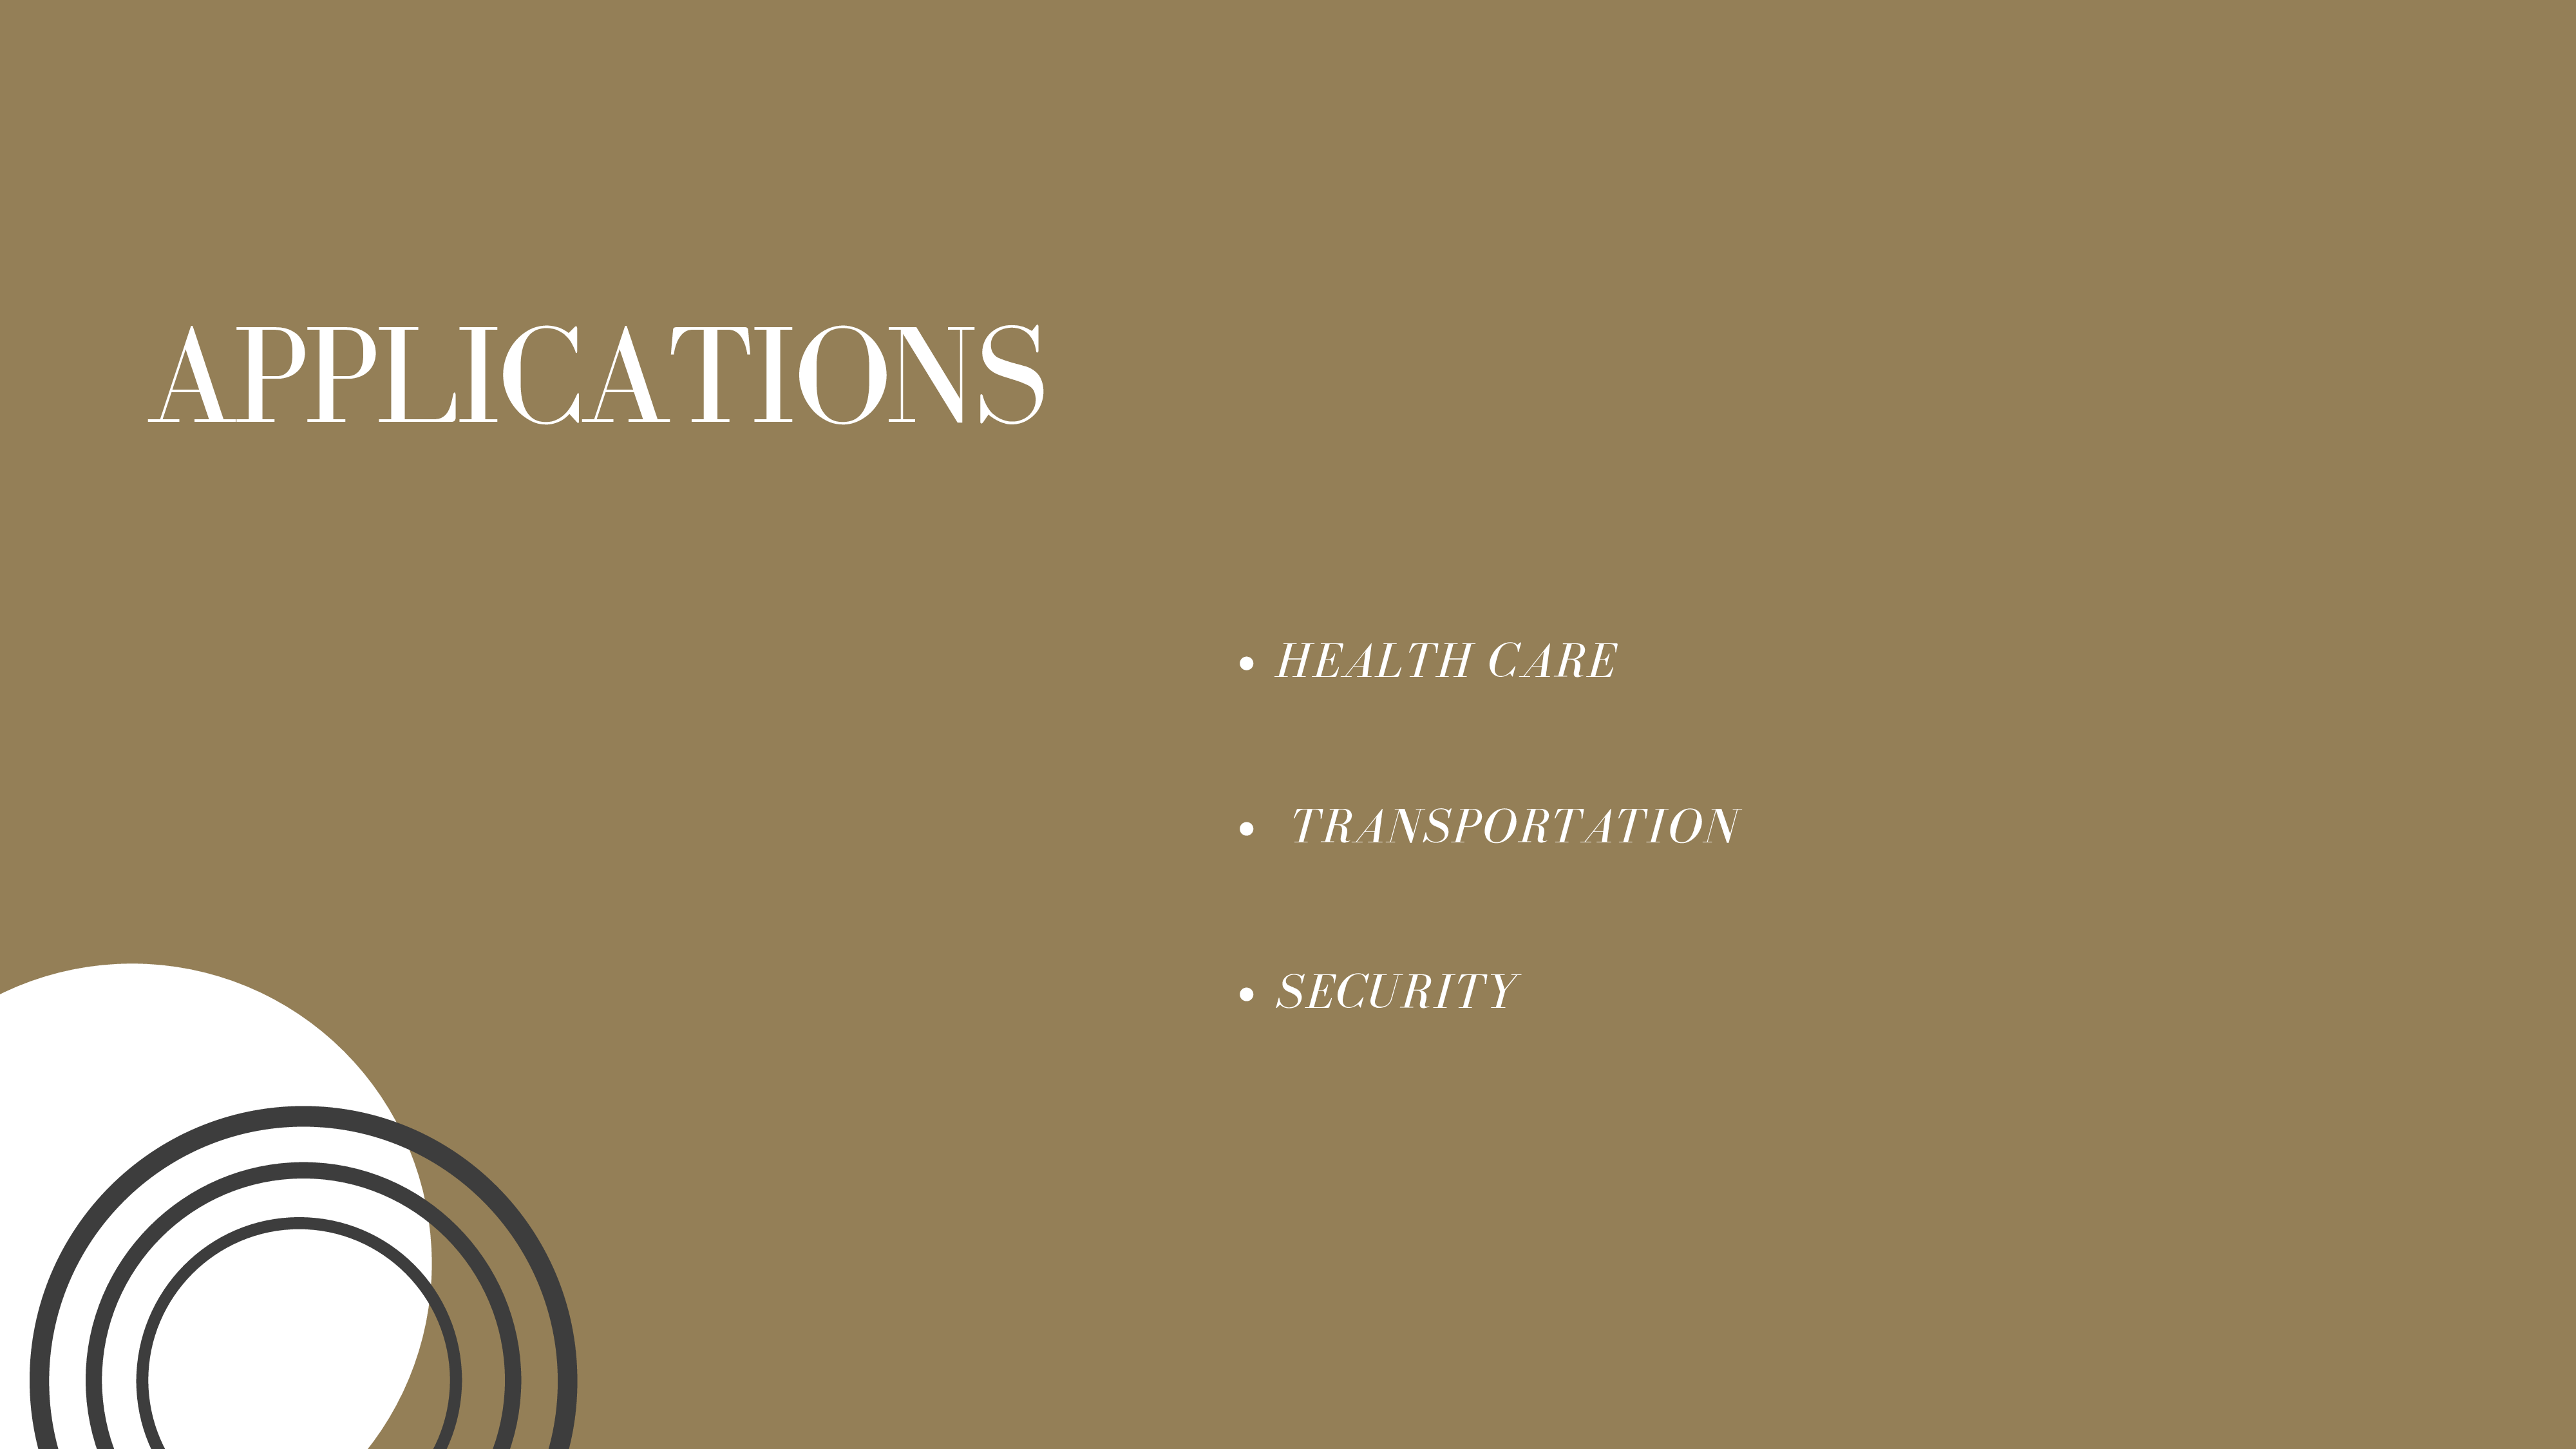 APPLICATIONS
• HEALTH CARE
• TRANSPORTATION
• SECURITY